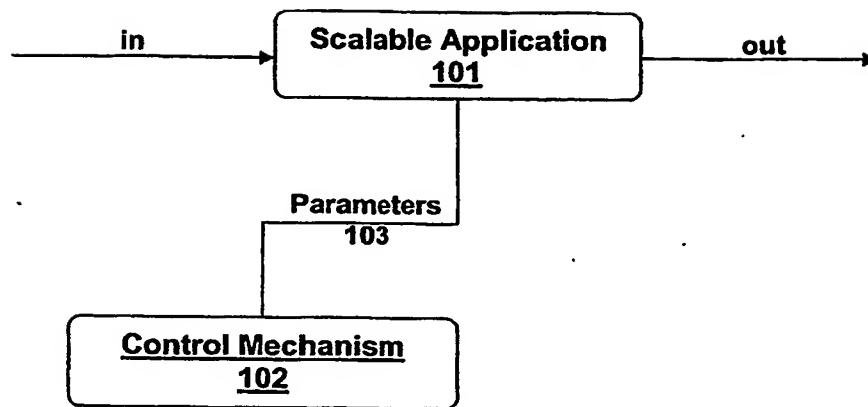 in
Scalable Application
101
out
Parameters
103
Control Mechanism
102